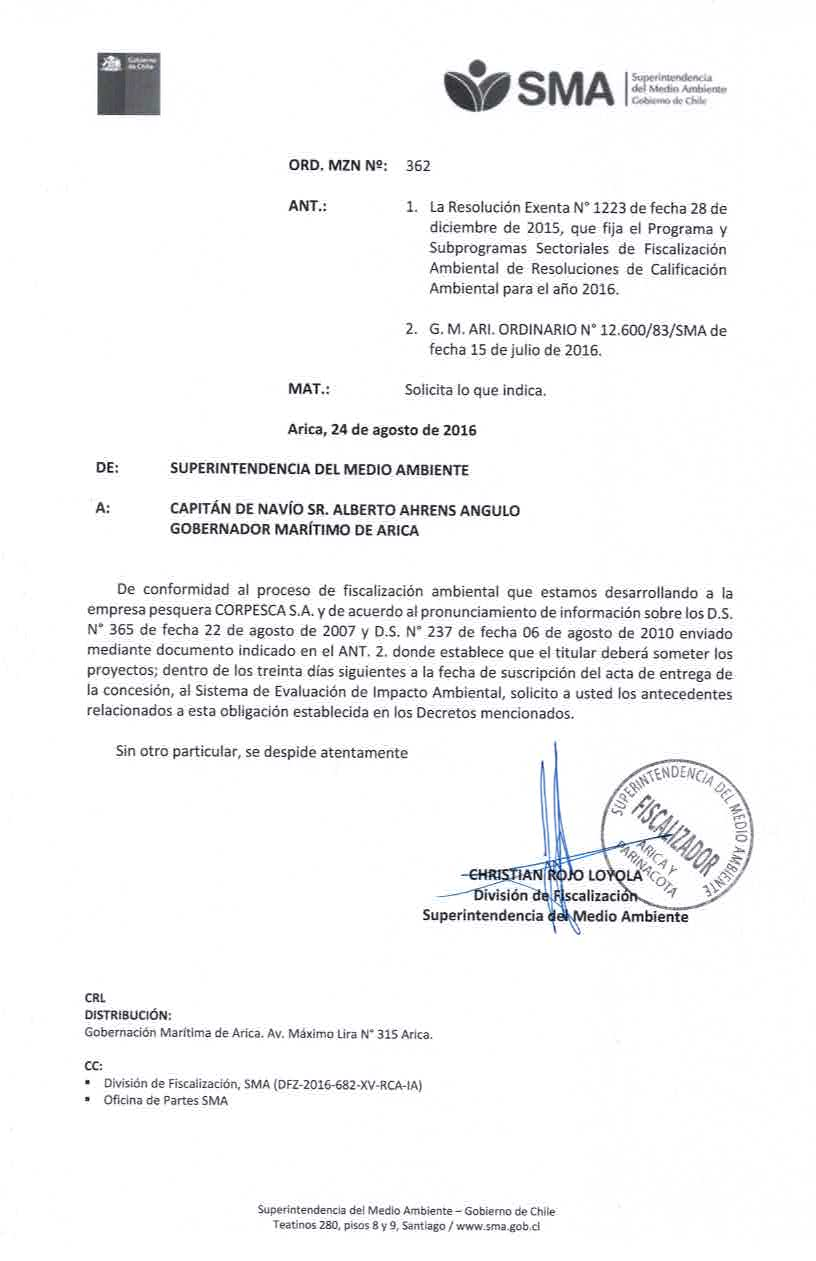 Gobierno
de Chile
SMA
Superintendencia
del Medio Ambiente
Gobierno de Chile
ORD. MZN Nº: 362
ANT.: 1. La Resolución Exenta N° 1223 de fecha 28 de
diciembre de 2015, que fija el Programa y
Subprogramas Sectoriales de Fiscalización
Ambiental de Resoluciones de Calificación
Ambiental para el año 2016.
2. G. M. ARI. ORDINARIO N° 12.600/83/SMA de
fecha 15 de julio de 2016.
MAT.: Solicita lo que indica.
Arica, 24 de agosto de 2016
DE: SUPERINTENDENCIA DEL MEDIO AMBIENTE
A: CAPITÁN DE NAVÍO SR. ALBERTO AHRENS ANGULO
GOBERNADOR MARÍTIMO DE ARICA
De conformidad al proceso de fiscalización ambiental que estamos desarrollando a la
empresa pesquera CORPESCA S.A. y de acuerdo al pronunciamiento de información sobre los D.S.
N° 365 de fecha 22 de agosto de 2007 y D.S. N° 237 de fecha 06 de agosto de 2010 enviado
mediante documento indicado en el ANT. 2. donde establece que el titular deberá someter los
proyectos; dentro de los treinta días siguientes a la fecha de suscripción del acta de entrega de
la concesión, al Sistema de Evaluación de Impacto Ambiental, solicito a usted los antecedentes
relacionados a esta obligación establecida en los Decretos mencionados.
Sin otro particular, se despide atentamente
SUPERINTENDENCIA DEL MEDIO AMBIENTE
FISCALIZADOR
ARICA Y
PARINACOTA
CHRISTIAN ROJO LOYOLA
División de Fiscalización
Superintendencia del Medio Ambiente
CRL
DISTRIBUCIÓN:
Gobernación Marítima de Arica. Av. Máximo Lira N° 315 Arica.
CC:
▪ División de Fiscalización, SMA (DFZ-2016-682-XV-RCA-IA)
▪ Oficina de Partes SMA
Superintendencia del Medio Ambiente – Gobierno de Chile
Teatinos 280, pisos 8 y 9, Santiago / www.sma.gob.cl